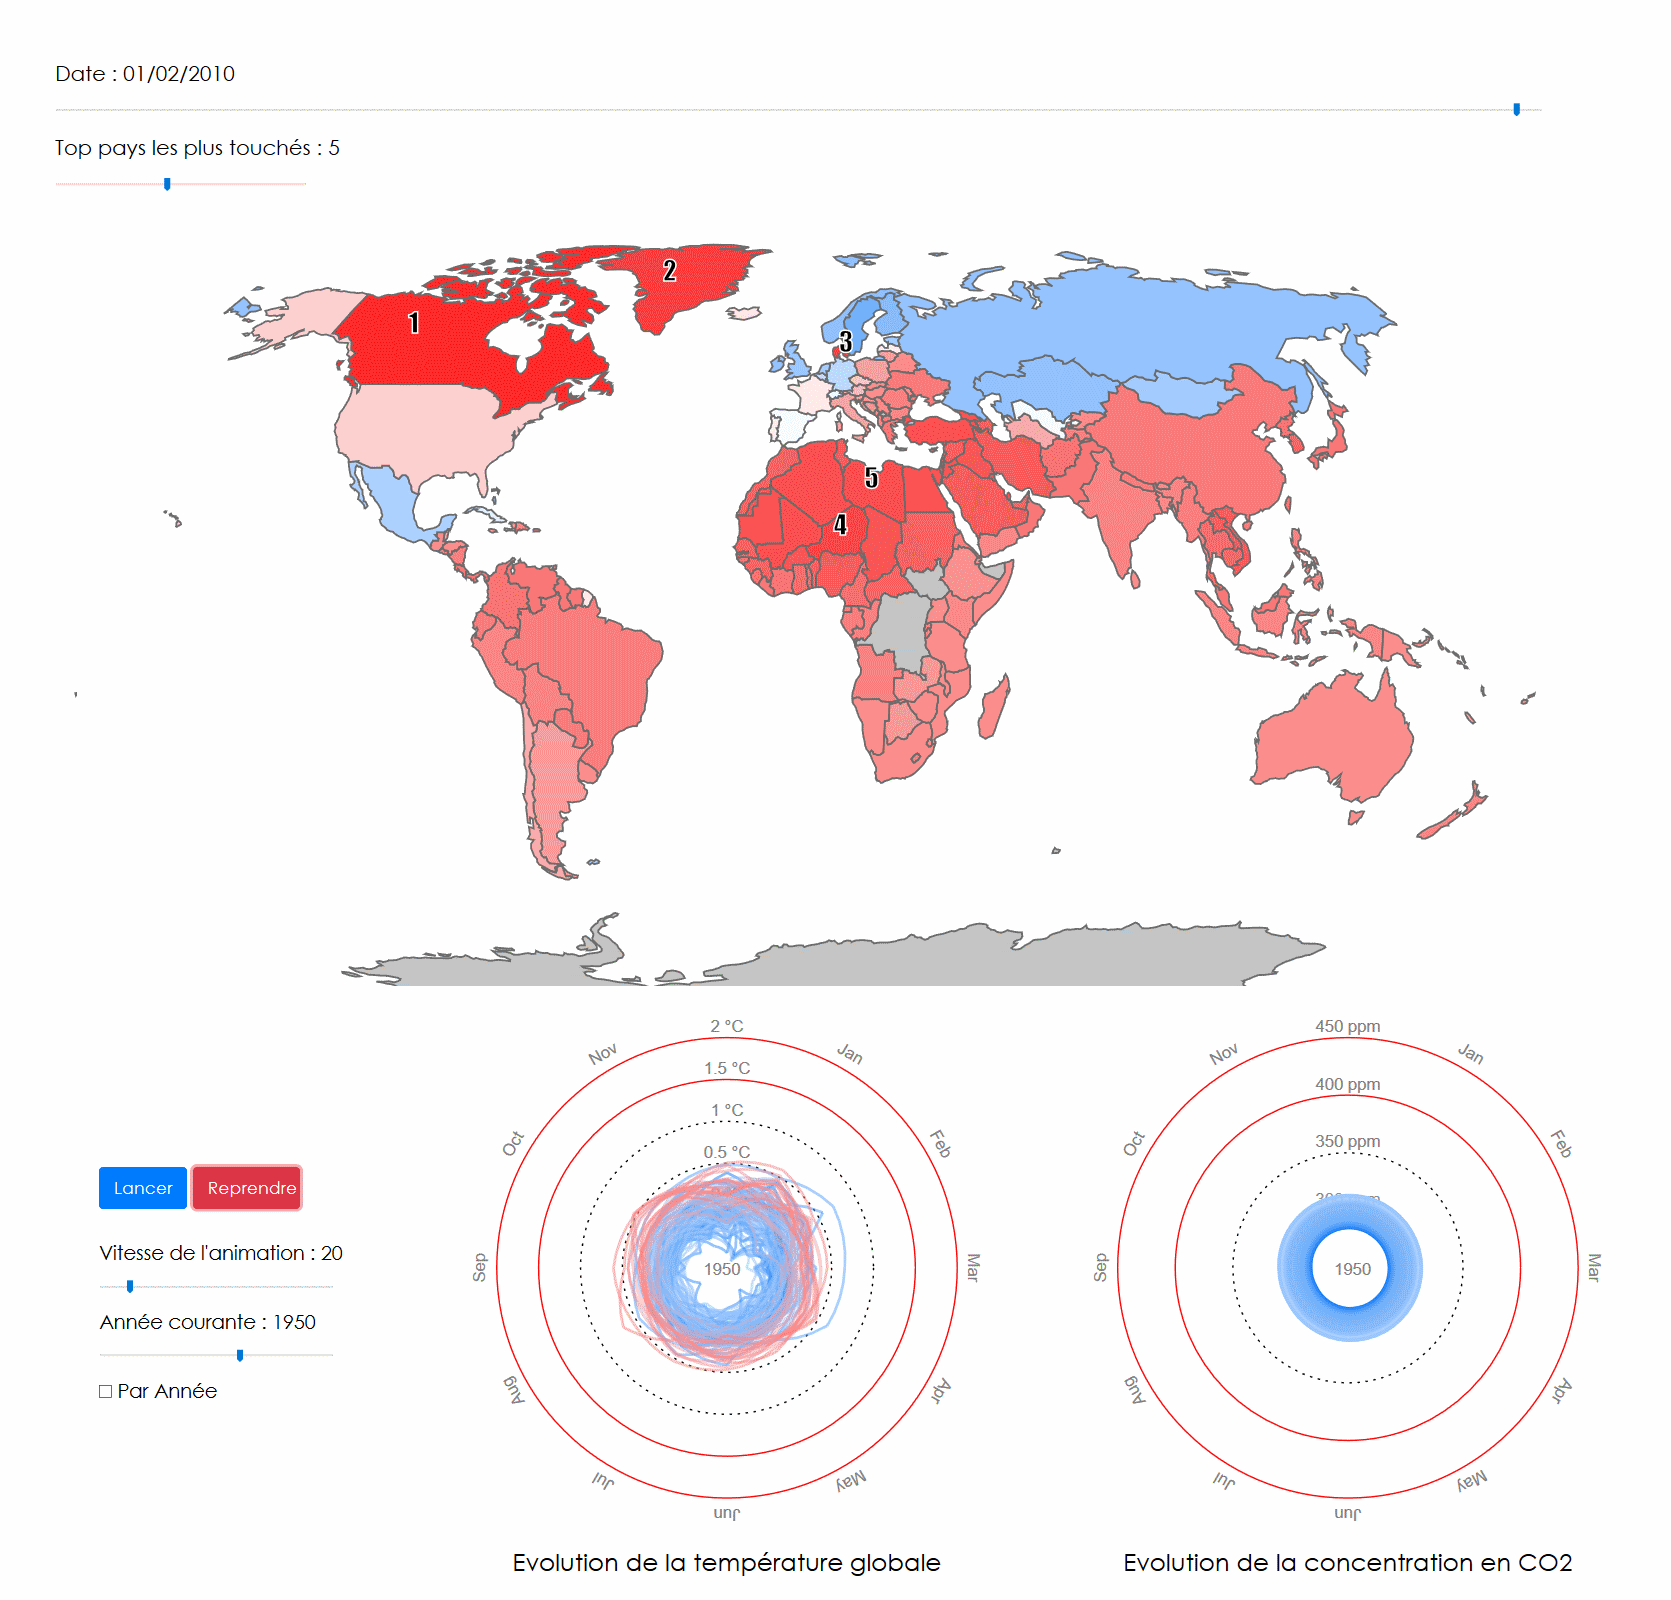 Date : 01/02/2010
Top pays les plus touchés : 5
1
2
3
4
5
Lancer
Reprendre
Vitesse de l'animation : 20
Année courante : 1950
Par Année
2 °C
1.5 °C
1 °C
0.5 °C
1950
Jan
Feb
Mar
Apr
May
Jun
Jul
Aug
Sep
Oct
Nov
Evolution de la température globale
450 ppm
400 ppm
350 ppm
1950
Jan
Feb
Mar
Apr
May
Jun
Jul
Aug
Sep
Oct
Nov
Evolution de la concentration en CO2